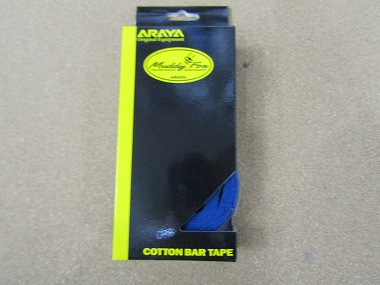 ARAYA
Original Equipment
Muddy Fox
COTTON BAR TAPE